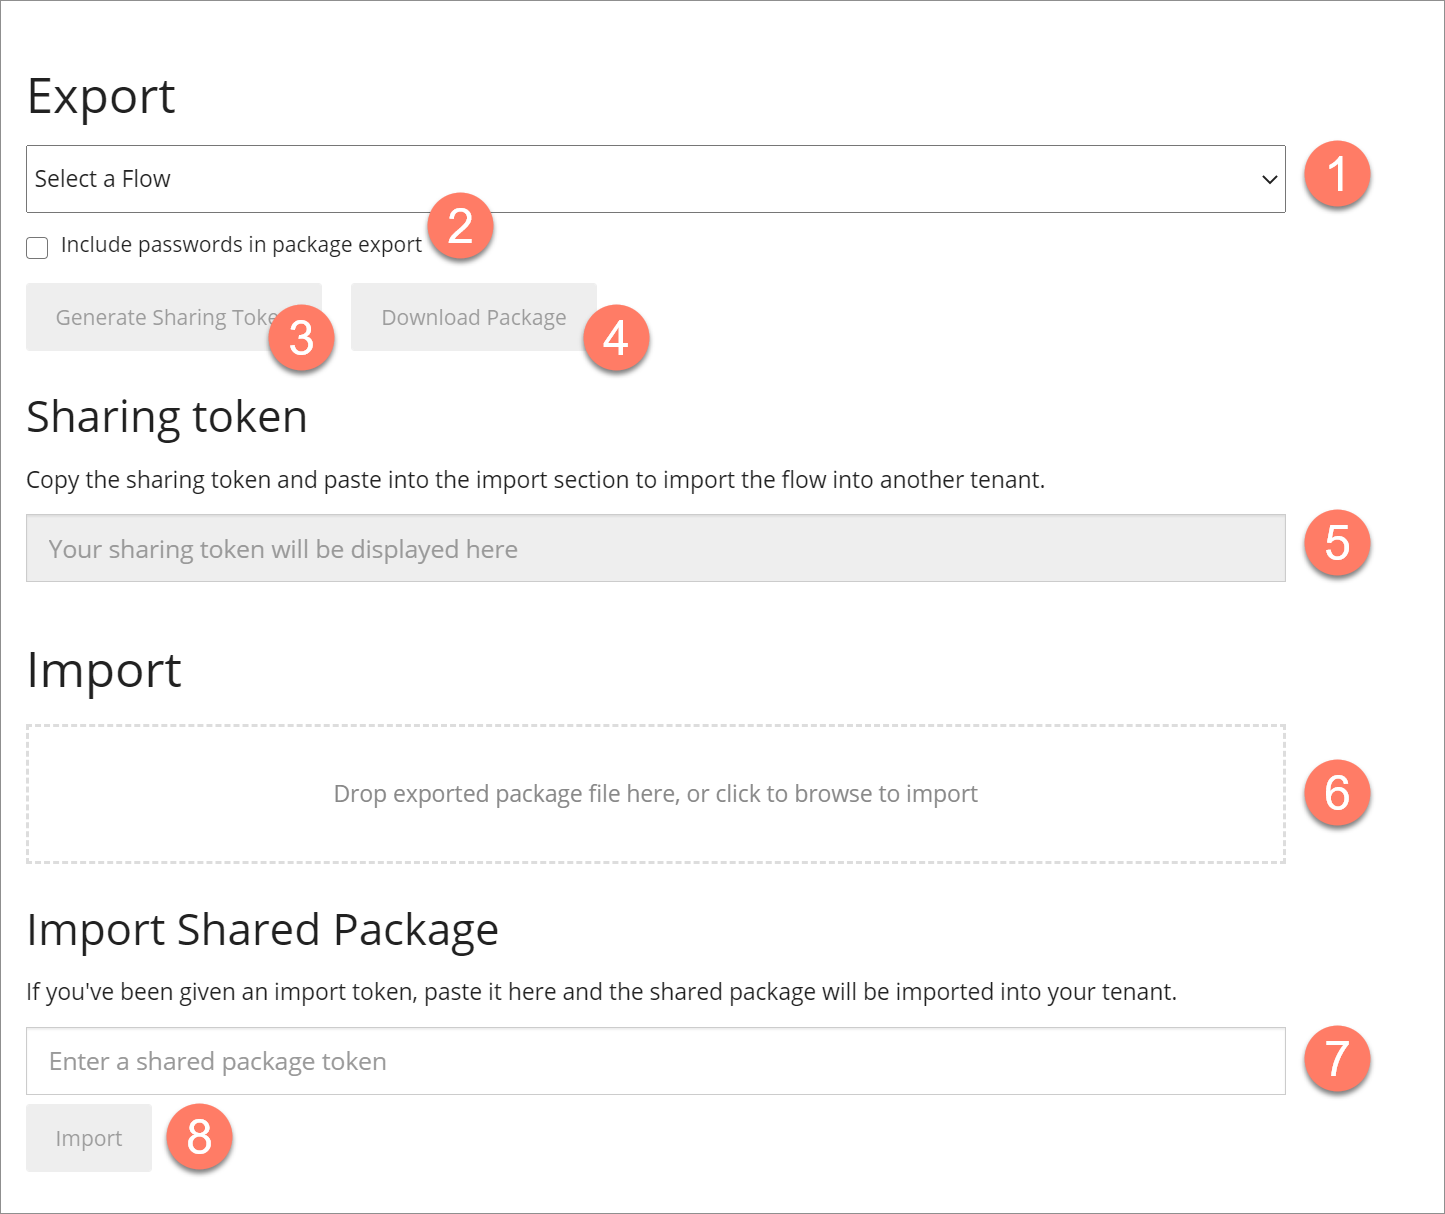 Export
Select a Flow
1
Include passwords in package export
2
Generate Sharing Toke
3
Download Package
4
Sharing token
Copy the sharing token and paste into the import section to import the flow into another tenant.
Your sharing token will be displayed here
5
Import
Drop exported package file here, or click to browse to import
6
Import Shared Package
If you've been given an import token, paste it here and the shared package will be imported into your tenant.
Enter a shared package token
7
Import
8